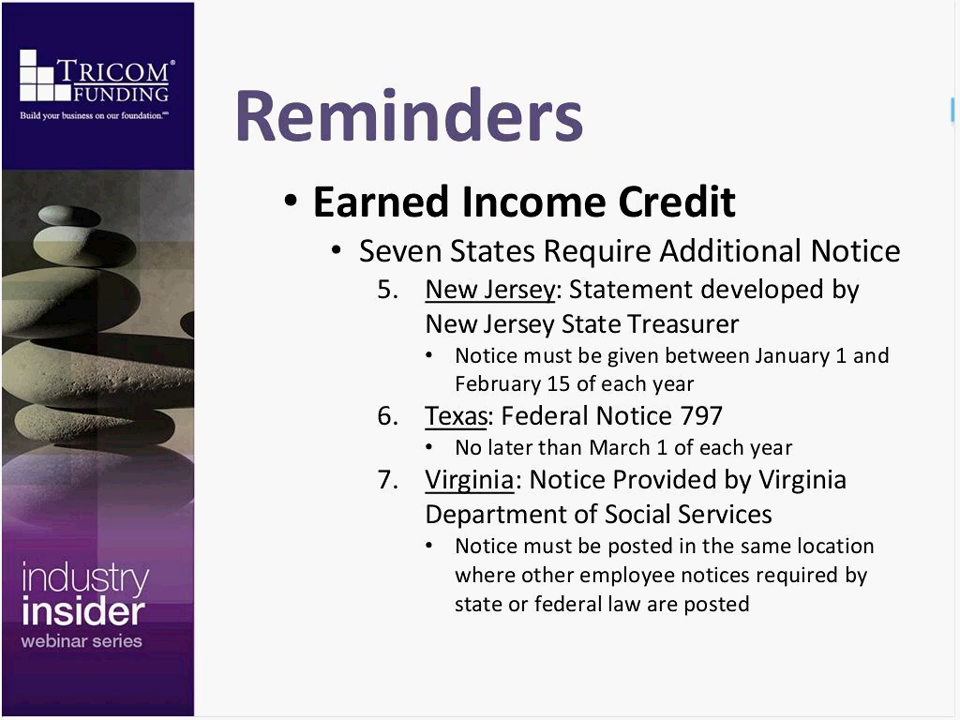 TRICOM®
FUNDING
Build your business on our foundation.℠
Reminders
• Earned Income Credit
• Seven States Require Additional Notice
5. New Jersey: Statement developed by
New Jersey State Treasurer
• Notice must be given between January 1 and
February 15 of each year
6. Texas: Federal Notice 797
• No later than March 1 of each year
7. Virginia: Notice Provided by Virginia
Department of Social Services
• Notice must be posted in the same location
where other employee notices required by
state or federal law are posted
industry
insider
webinar series